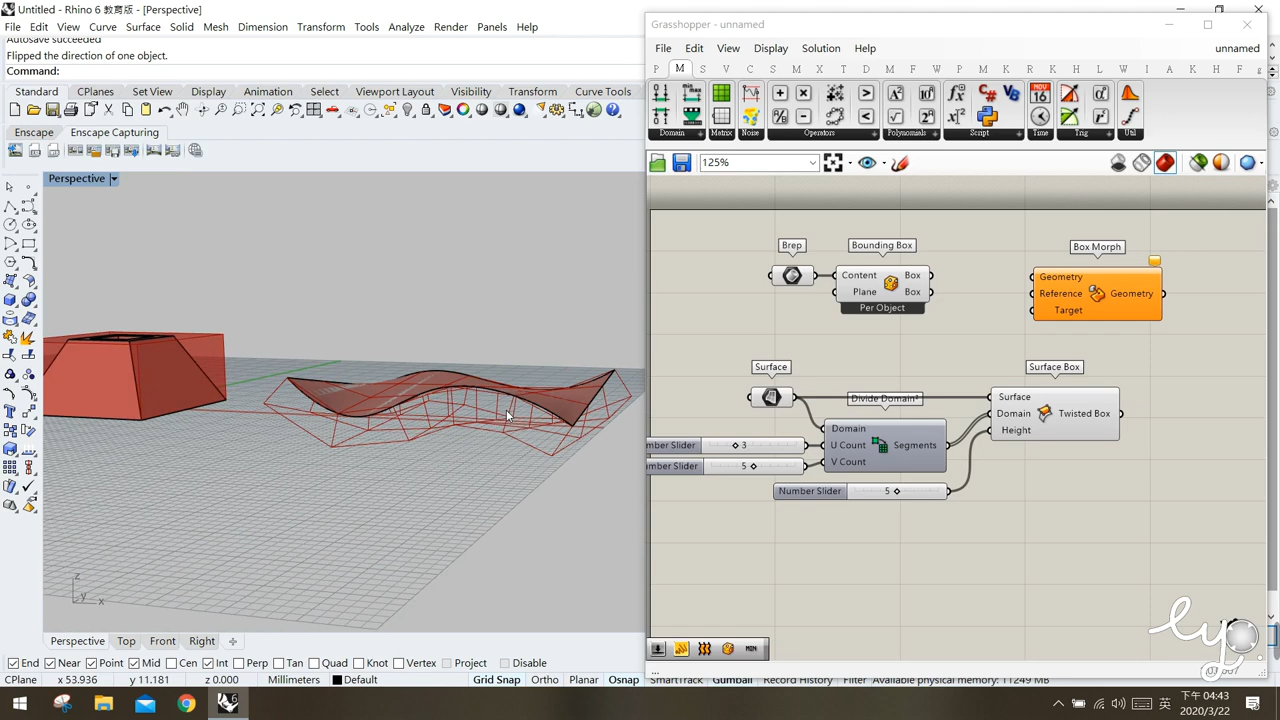 Untitled - Rhino 6 教育版 - [Perspective]
File Edit View Curve Surface Solid Mesh Dimension Transform Tools Analyze Render Panels Help
Autosave succeeded
Flipped the direction of one object.
Command:
Standard CPlanes Set View Display Select Viewport Layout Visibility Transform Curve Tools
Enscape Enscape Capturing
Perspective
z
y x
Perspective Top Front Right
End Near Point Mid Cen Int Perp Tan Quad Knot Vertex Project Disable
CPlane x 53.936 y 11.181 z 0.000 Millimeters Default Grid Snap Ortho Planar Osnap SmartTrack Gumball Record History Filter Available physical memory: 11249 MB
Grasshopper - unnamed
File Edit View Display Solution Help unnamed
P M S V C S M X T D F W P M S V M P K L W H E A X K H F g
Domain Matrix Noise Operators Polynomials Script Time Trig Util
125%
Brep
Bounding Box
Content Box
Plane Box
Per Object
Box Morph
Geometry
Reference Geometry
Target
Surface
Divide Domain²
Domain
U Count Segments
V Count
Surface Box
Surface
Domain Twisted Box
Height
umber Slider 3
umber Slider 5
Number Slider 5
...
ly.
英
下午 04:43
2020/3/22